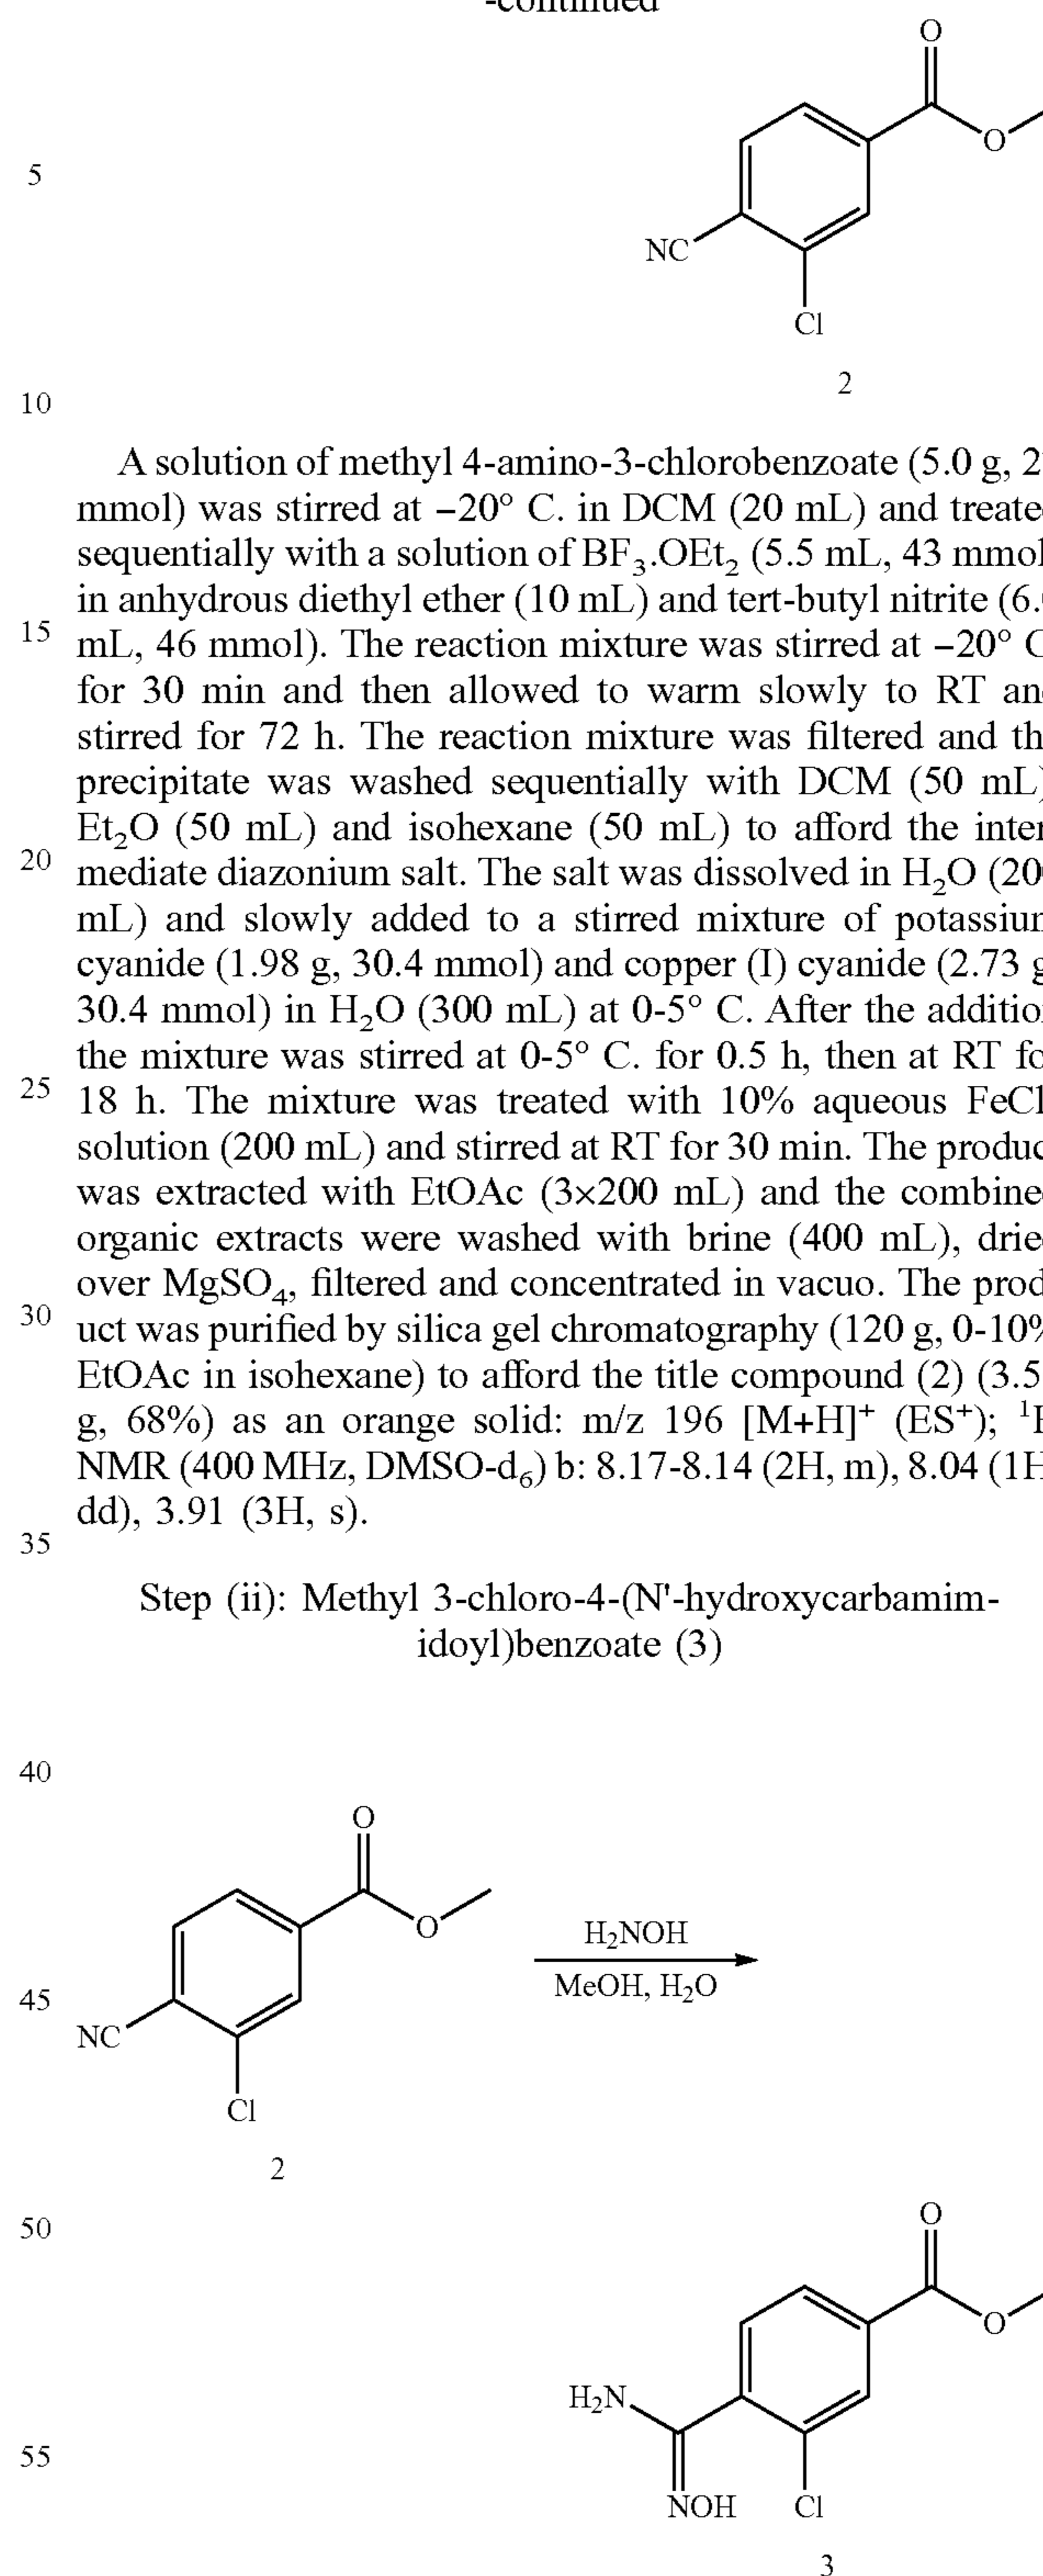 -continued
O
O
5
NC
Cl
2
10
A solution of methyl 4-amino-3-chlorobenzoate (5.0 g,
mmol) was stirred at −20° C. in DCM (20 mL) and
sequentially with a solution of BF₃.OEt₂ (5.5 mL, 43 mmol
in anhydrous diethyl ether (10 mL) and tert-butyl nitrite
15 mL, 46 mmol). The reaction mixture was stirred at −20° C
for 30 min and then allowed to warm slowly to RT
stirred for 72 h. The reaction mixture was filtered and
precipitate was washed sequentially with DCM (50 mL)
Et₂O (50 mL) and isohexane (50 mL) to afford the inter
20 mediate diazonium salt. The salt was dissolved in H₂O
mL) and slowly added to a stirred mixture of
cyanide (1.98 g, 30.4 mmol) and copper (I) cyanide (2.73 g
30.4 mmol) in H₂O (300 mL) at 0-5° C. After the
the mixture was stirred at 0-5° C. for 0.5 h, then at RT
25 18 h. The mixture was treated with 10% aqueous FeCl
solution (200 mL) and stirred at RT for 30 min. The
was extracted with EtOAc (3×200 mL) and the
organic extracts were washed with brine (400 mL),
over MgSO₄, filtered and concentrated in vacuo. The prod
30 uct was purified by silica gel chromatography (120 g, 0-10%
EtOAc in isohexane) to afford the title compound (2) (3.5
g, 68%) as an orange solid: m/z 196 [M+H]⁺ (ES⁺);
NMR (400 MHz, DMSO-d₆) b: 8.17-8.14 (2H, m), 8.04 (1H
dd), 3.91 (3H, s).
35
Step (ii): Methyl 3-chloro-4-(N'-hydroxycarbamim-
idoyl)benzoate (3)
40
O
O
H₂NOH
MeOH, H₂O
45
NC
Cl
2
50
O
O
H₂N
55
NOH Cl
3